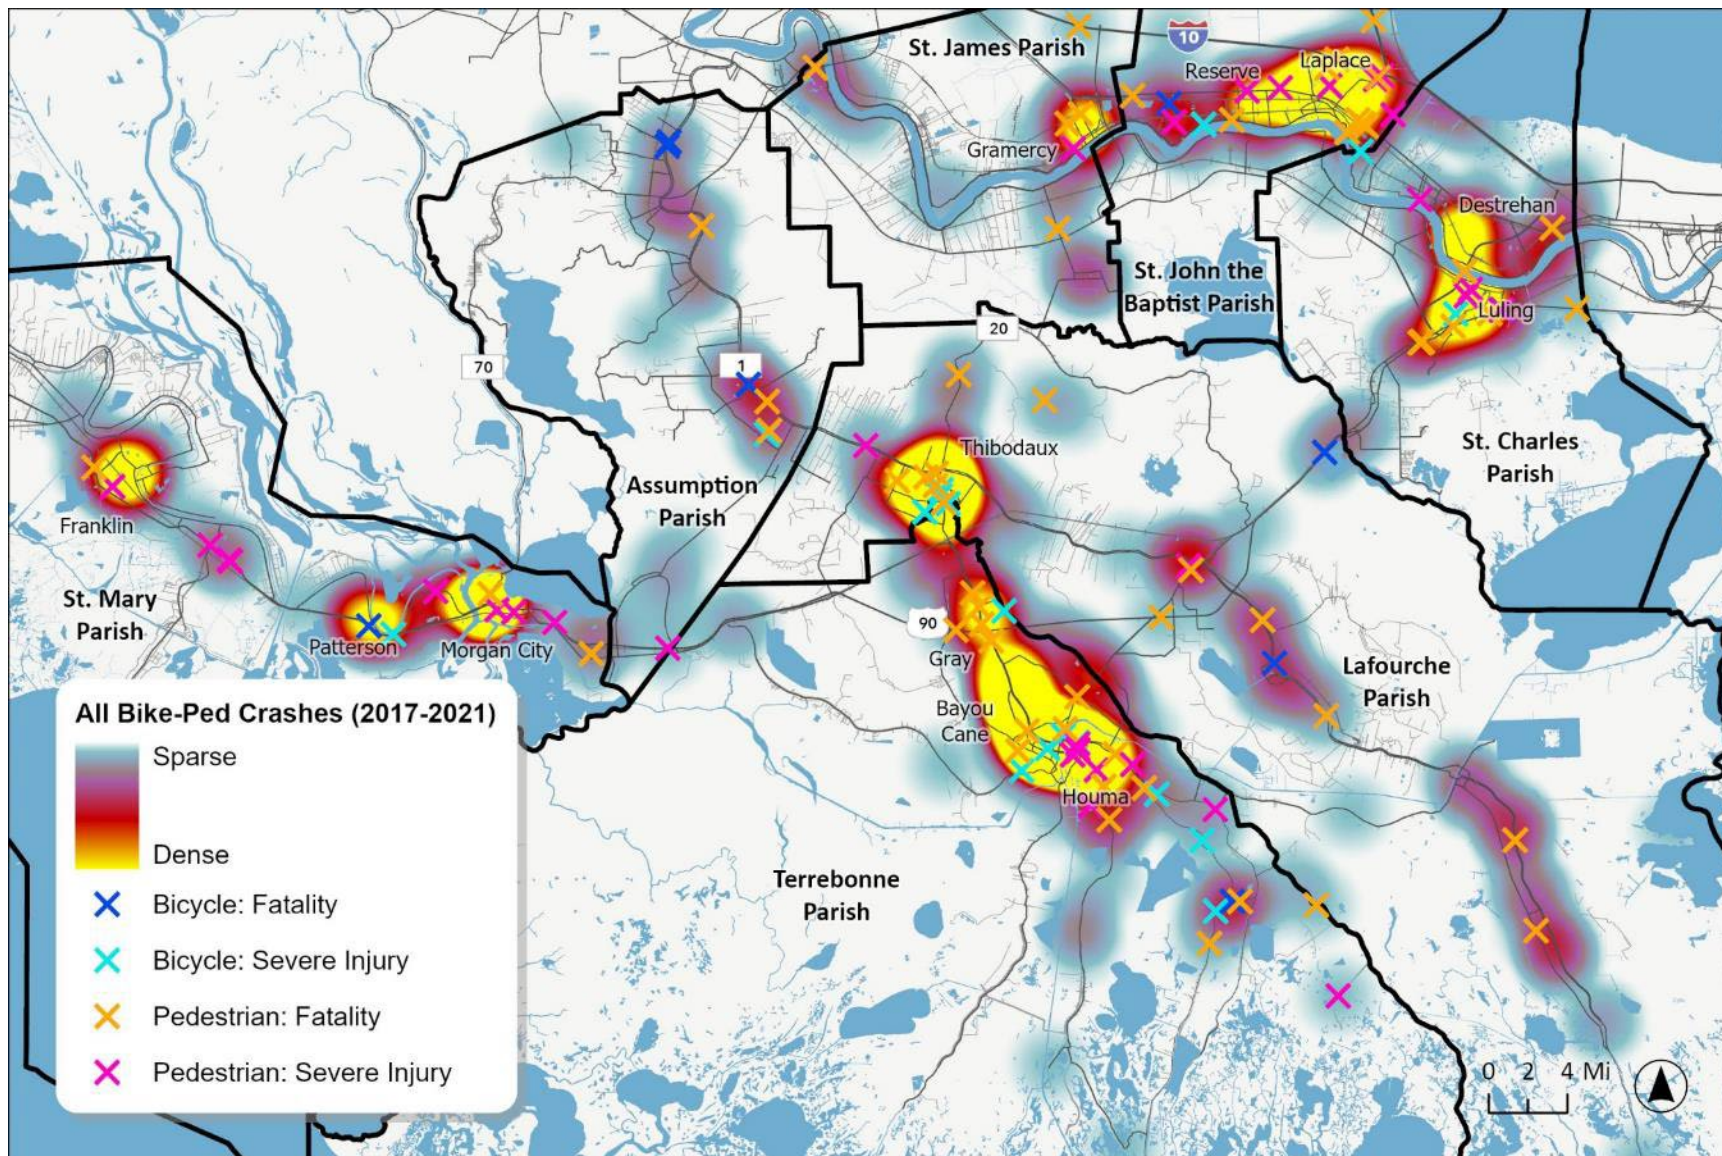 St. James Parish
10
Reserve
Laplace
Gramercy
Destrehan
St. John the
Baptist Parish
Luling
20
70
1
Thibodaux
St. Charles
Parish
Assumption
Parish
Franklin
St. Mary
Parish
Patterson
Morgan City
90
Gray
Lafourche
Parish
Bayou
Cane
Houma
Terrebonne
Parish
All Bike-Ped Crashes (2017-2021)
Sparse
Dense
Bicycle: Fatality
Bicycle: Severe Injury
Pedestrian: Fatality
Pedestrian: Severe Injury
0 2 4 Mi